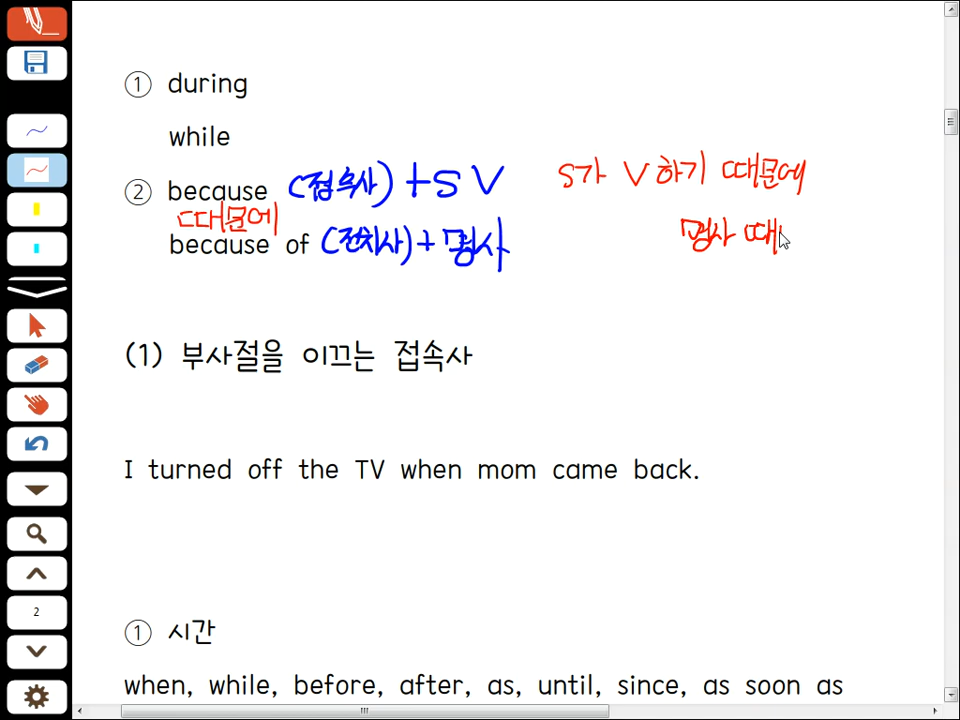 ① during
while
② because (접속사) + S V S가 V 하기 때문에
때문에
because of (전치사) + 명사 명사 때
(1) 부사절을 이끄는 접속사
I turned off the TV when mom came back.
2
① 시간
when, while, before, after, as, until, since, as soon as